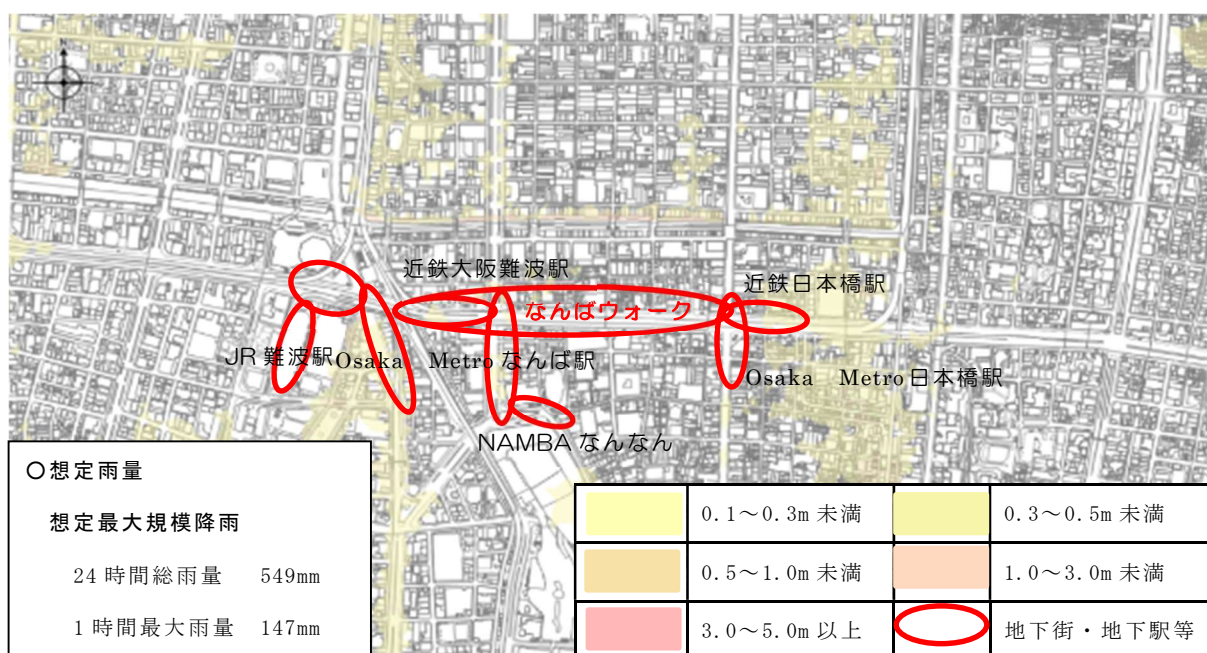 N
近鉄大阪難波駅
近鉄日本橋駅
なんばウォーク
JR 難波駅
Osaka Metro なんば駅
Osaka Metro 日本橋駅
NAMBA なんなん
〇想定雨量
想定最大規模降雨
24 時間総雨量 549mm
1 時間最大雨量 147mm
0.1～0.3m 未満
0.3～0.5m 未満
0.5～1.0m 未満
1.0～3.0m 未満
3.0～5.0m 以上
地下街・地下駅等